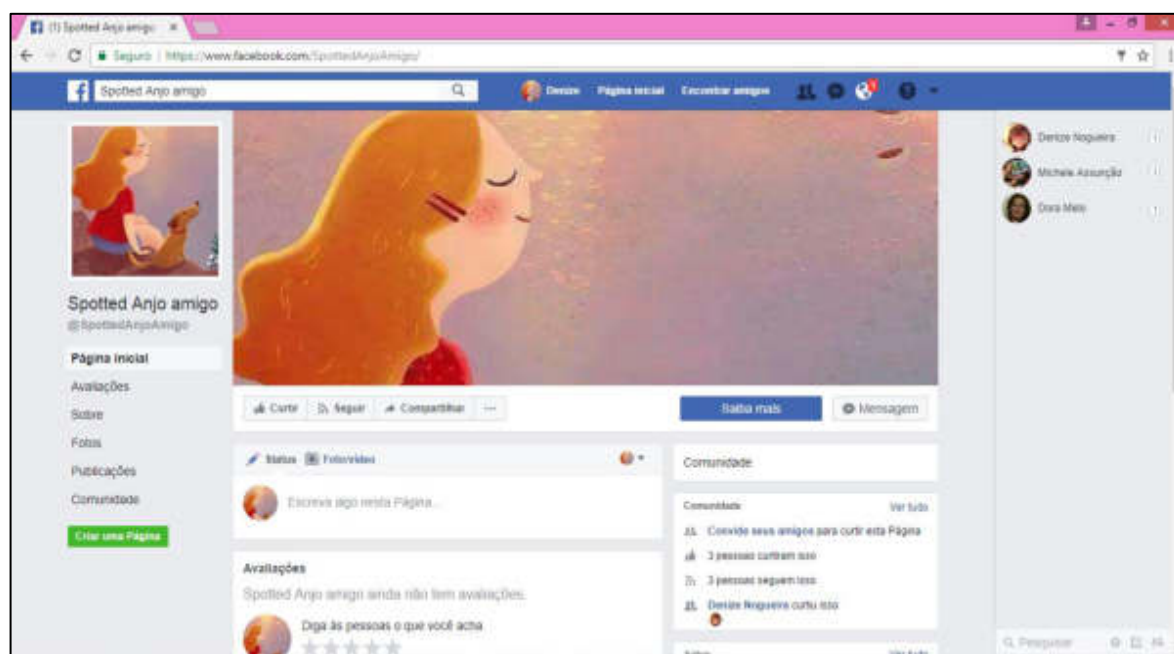 (1) Spotted Anjo amigo
Seguro https://www.facebook.com/SpottedAnjoAmigo/
Spotted Anjo amigo
Denize Página inicial Encontrar amigos
Denize Nogueira
Michele Assunção
Dora Melo
Spotted Anjo amigo
@SpottedAnjoAmigo
Página inicial
Avaliações
Sobre
Fotos
Publicações
Comunidade
Criar uma Página
Curtir Seguir Compartilhar ...
Saiba mais Mensagem
Status Foto/vídeo
Escreva algo nesta Página...
Avaliações
Spotted Anjo amigo ainda não tem avaliações.
Diga às pessoas o que você acha
Comunidade
Comunidade Ver tudo
Convide seus amigos para curtir esta Página
3 pessoas curtiram isso
3 pessoas seguem isso
Denize Nogueira curtiu isso
Ver tudo
Pesquisar